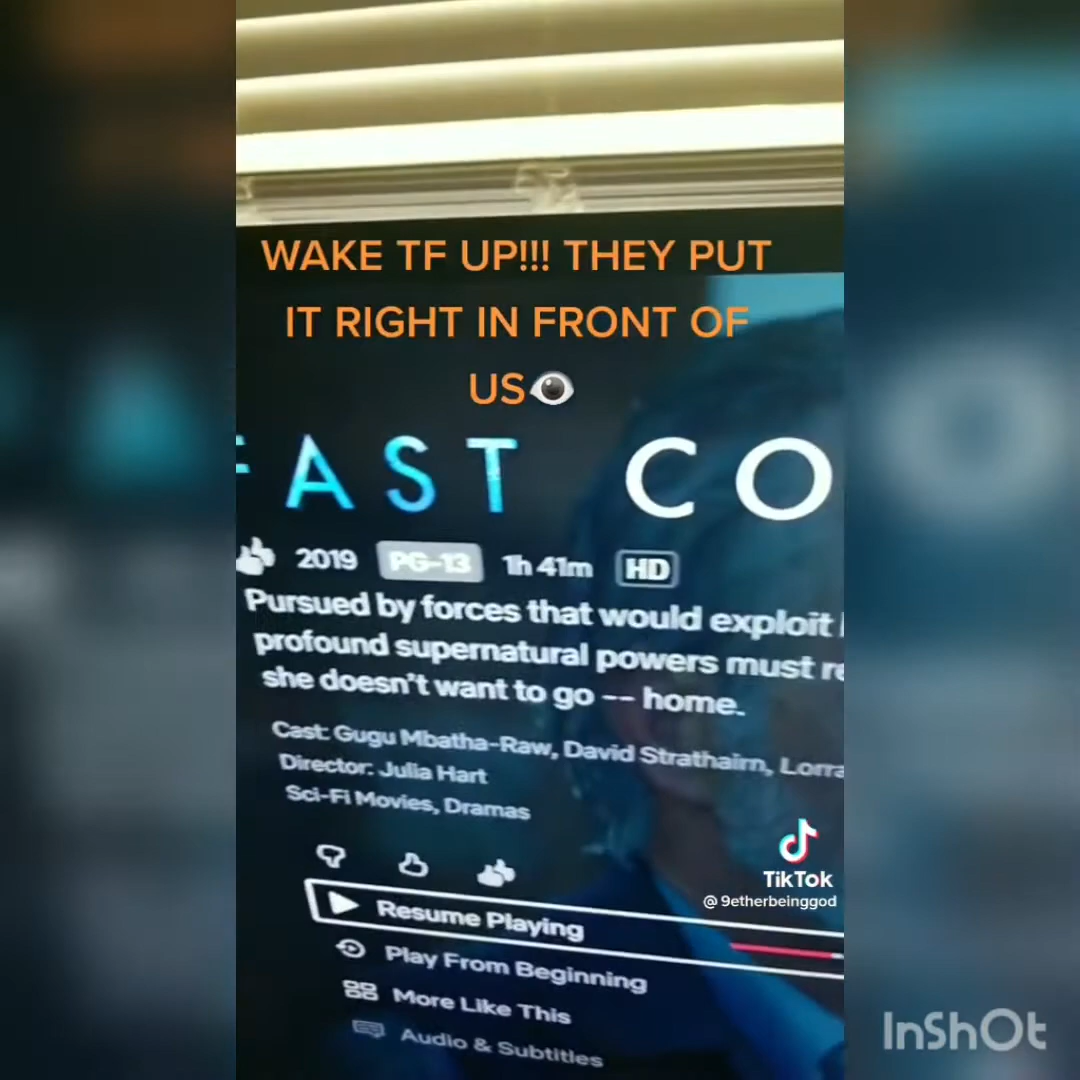 WAKE TF UP!!! THEY PUT
IT RIGHT IN FRONT OF
US👁
FAST CO
2019 PG-13 1h 41m HD
Pursued by forces that would exploit
profound supernatural powers must
she doesn't want to go -- home.
Cast: Gugu Mbatha-Raw, David Strathairn, Lorra
Director: Julia Hart
Sci-Fi Movies, Dramas
TikTok
@9etherbeinggod
Resume Playing
Play From Beginning
More Like This
Audio & Subtitles
InShOt